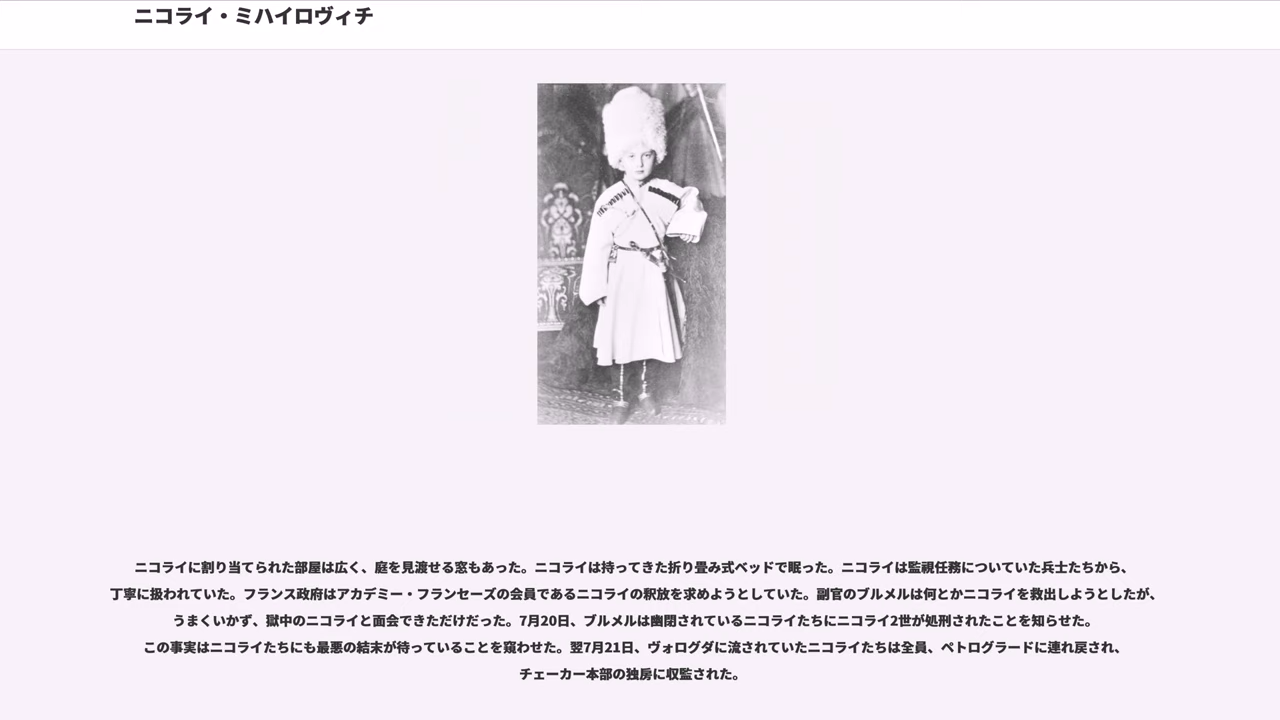 ニコライ・ミハイロヴィチ
ニコライに割り当てられた部屋は広く、庭を見渡せる窓もあった。ニコライは持ってきた折り畳み式ベッドで眠った。ニコライは監視任務についていた兵士たちから、
丁寧に扱われていた。フランス政府はアカデミー・フランセーズの会員であるニコライの釈放を求めようとしていた。副官のブルメルは何とかニコライを救出しようとしたが、
うまくいかず、獄中のニコライと面会できただけだった。7月20日、ブルメルは幽閉されているニコライたちにニコライ2世が処刑されたことを知らせた。
この事実はニコライたちにも最悪の結末が待っていることを窺わせた。翌7月21日、ヴォログダに流されていたニコライたちは全員、ペトログラードに連れ戻され、
チェーカー本部の独房に収監された。